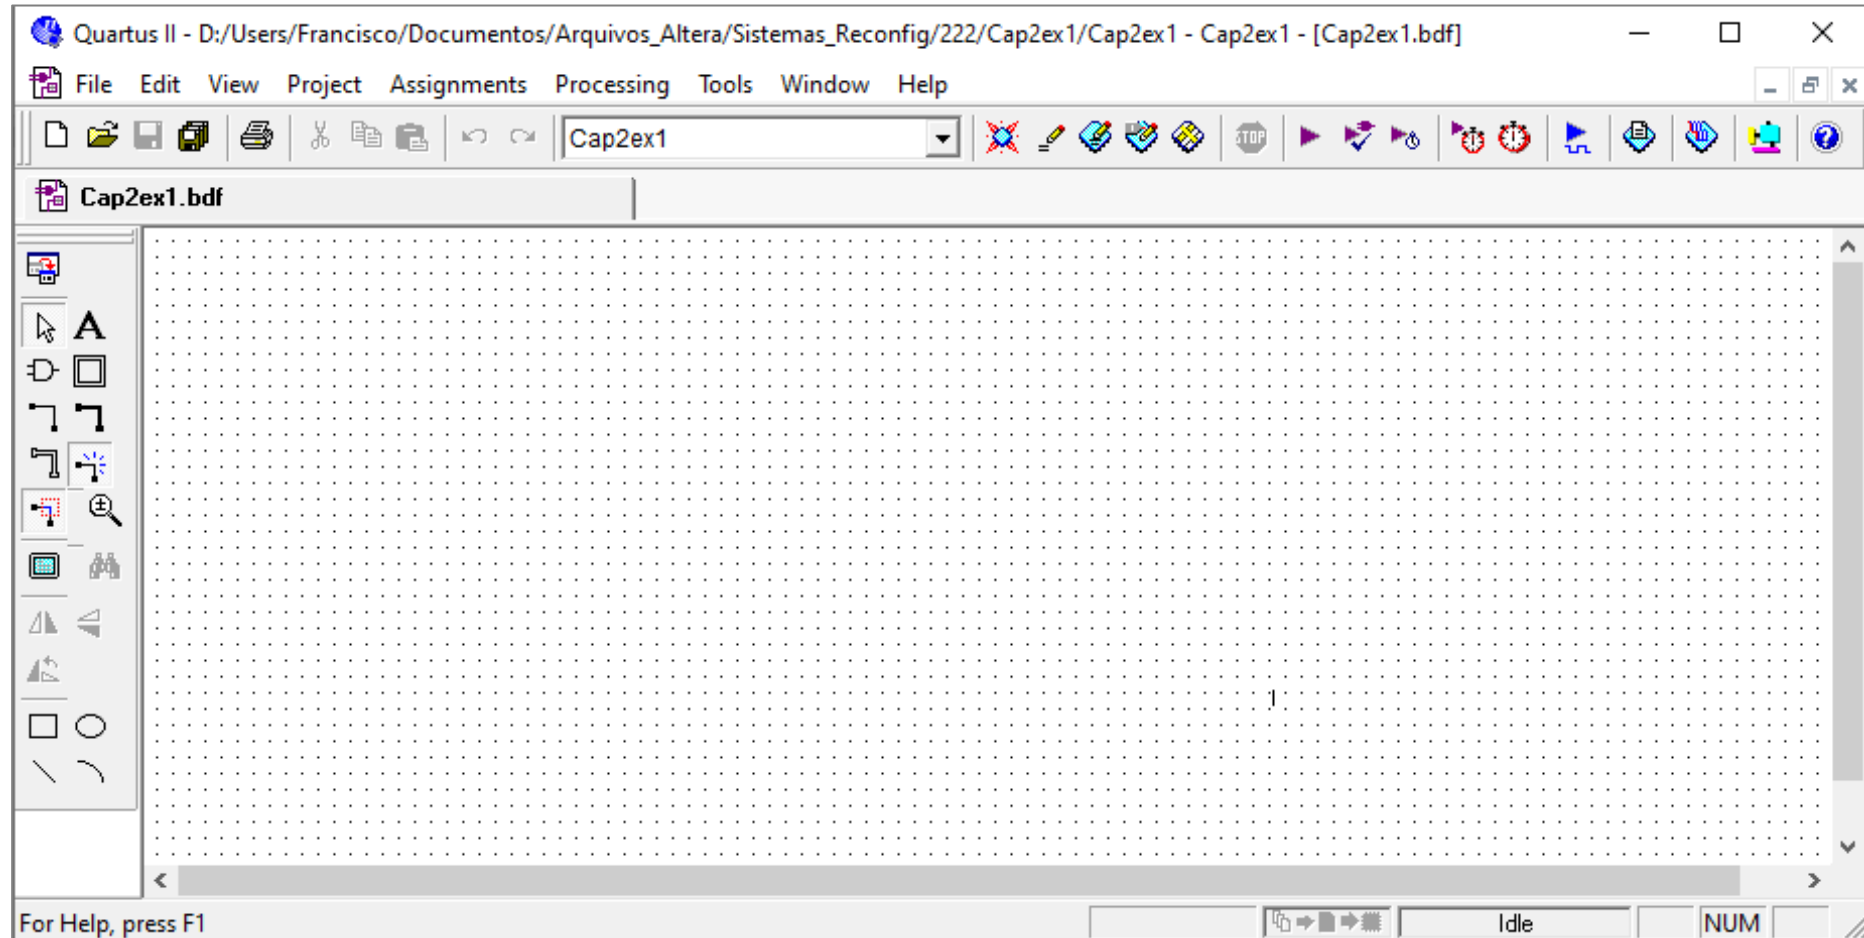 Quartus II - D:/Users/Francisco/Documentos/Arquivos_Altera/Sistemas_Reconfig/222/Cap2ex1/Cap2ex1 - Cap2ex1 - [Cap2ex1.bdf]
File Edit View Project Assignments Processing Tools Window Help
Cap2ex1
STOP
Cap2ex1.bdf
A
For Help, press F1
Idle
NUM